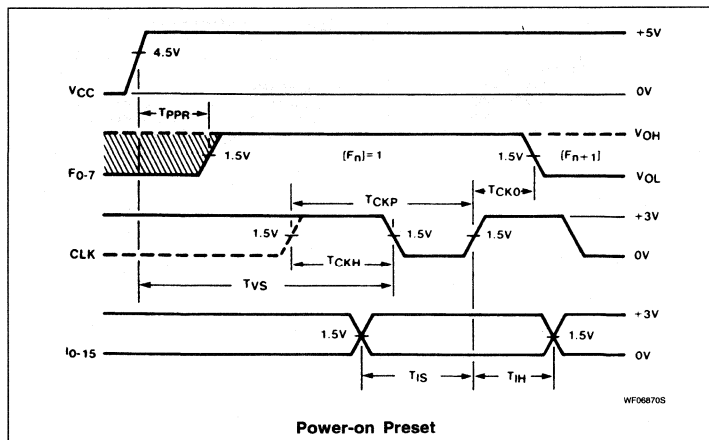 +5V
4.5V
VCC
0V
TPPR
VOH
1.5V
[Fn] = 1
1.5V
[Fn+1]
F0-7
VOL
TCKP
TCKO
+3V
1.5V
1.5V
1.5V
TCKH
CLK
0V
TVS
+3V
1.5V
1.5V
I0-15
0V
TIS
TIH
WF06870S
Power-on Preset